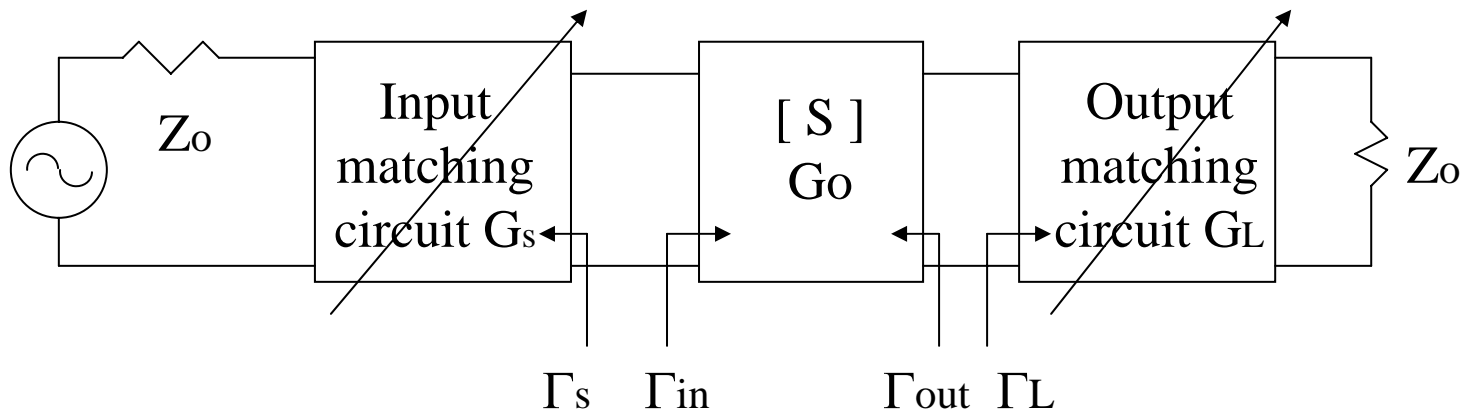 Zo
Input
matching
circuit Gs
[ S ]
Go
Output
matching
circuit GL
Zo
Γs
Γin
Γout
ΓL